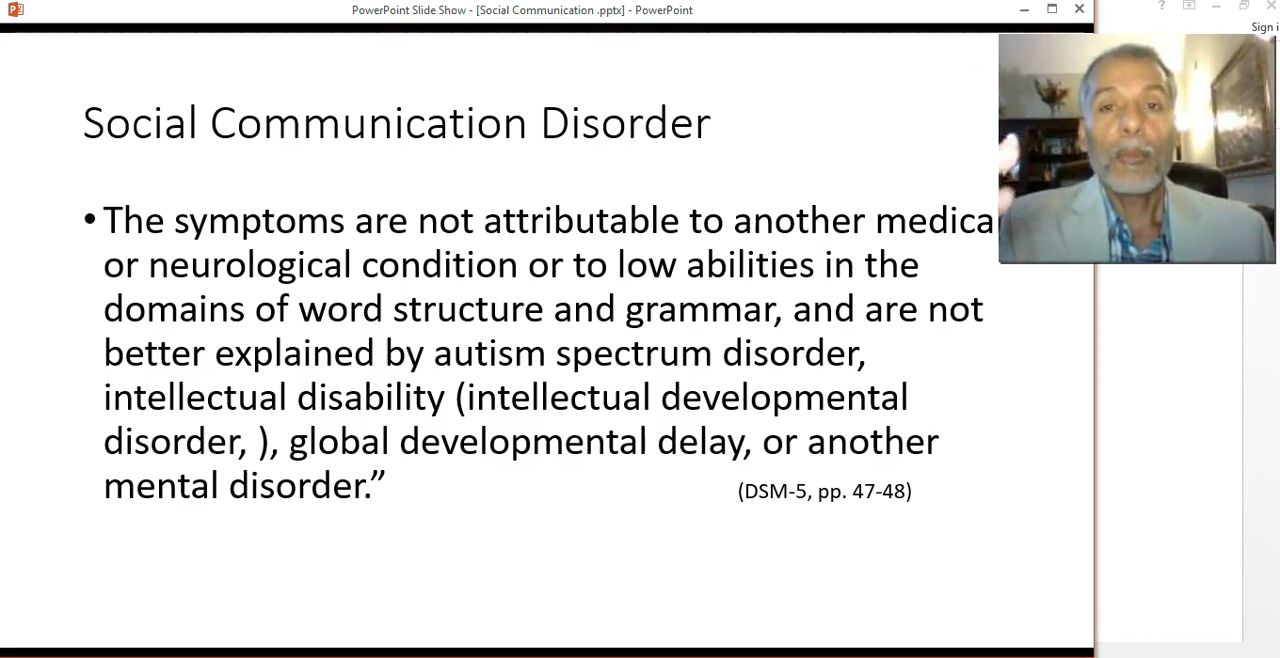 PowerPoint Slide Show - [Social Communication .pptx] - PowerPoint
Sign i
Social Communication Disorder
• The symptoms are not attributable to another medica
or neurological condition or to low abilities in the
domains of word structure and grammar, and are not
better explained by autism spectrum disorder,
intellectual disability (intellectual developmental
disorder, ), global developmental delay, or another
mental disorder.”
(DSM-5, pp. 47-48)